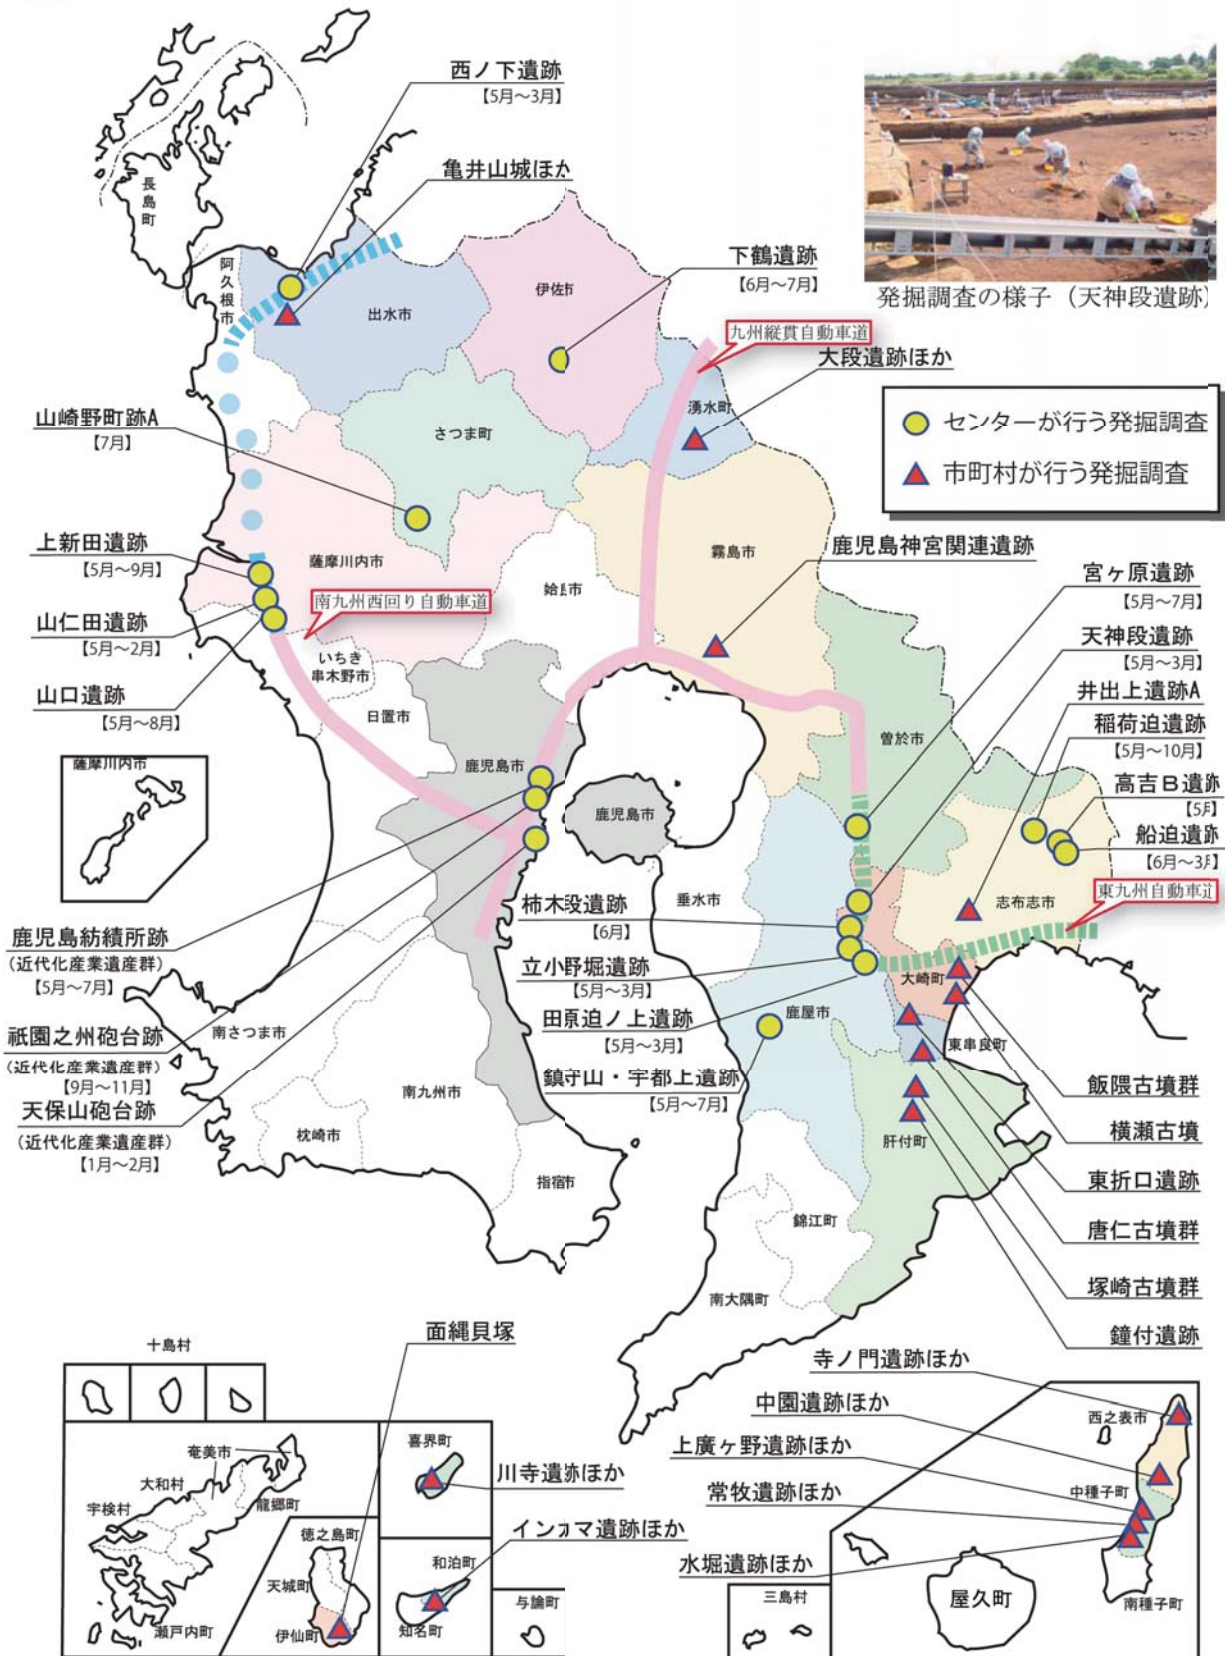 西ノ下遺跡
【5月～3月】
亀井山城ほか
長島町
阿久根市
出水市
伊佐市
下鶴遺跡
【6月～7月】
発掘調査の様子（天神段遺跡）
九州縦貫自動車道
大段遺跡ほか
湧水町
センターが行う発掘調査
市町村が行う発掘調査
山崎野町跡A
【7月】
さつま町
上新田遺跡
【5月～9月】
薩摩川内市
霧島市
鹿児島神宮関連遺跡
宮ヶ原遺跡
【5月～7月】
南九州西回り自動車道
姶良市
山仁田遺跡
【5月～2月】
天神段遺跡
【5月～3月】
いちき
串木野市
山口遺跡
【5月～8月】
日置市
井出上遺跡A
稲荷迫遺跡
【5月～10月】
曽於市
薩摩川内市
鹿児島市
鹿児島市
高吉B遺跡
【5月】
船迫遺跡
【6月～3月】
東九州自動車道
志布志市
垂水市
柿木段遺跡
【6月】
鹿児島紡績所跡
（近代化産業遺産群）
【5月～7月】
立小野堀遺跡
【5月～3月】
大崎町
田原迫ノ上遺跡
【5月～3月】
鹿屋市
東串良町
祇園之州砲台跡
（近代化産業遺産群）
【9月～11月】
南さつま市
鎮守山・宇都上遺跡
【5月～7月】
飯隈古墳群
天保山砲台跡
（近代化産業遺産群）
【1月～2月】
南九州市
枕崎市
指宿市
肝付町
横瀬古墳
東折口遺跡
唐仁古墳群
錦江町
南大隅町
塚崎古墳群
鐘付遺跡
十島村
面縄貝塚
寺ノ門遺跡ほか
西之表市
中園遺跡ほか
上廣ヶ野遺跡ほか
中種子町
常牧遺跡ほか
水堀遺跡ほか
南種子町
屋久町
三島村
奄美市
大和村
宇検村
龍郷町
瀬戸内町
喜界町
川寺遺跡ほか
徳之島町
天城町
伊仙町
インカマ遺跡ほか
和泊町
知名町
与論町